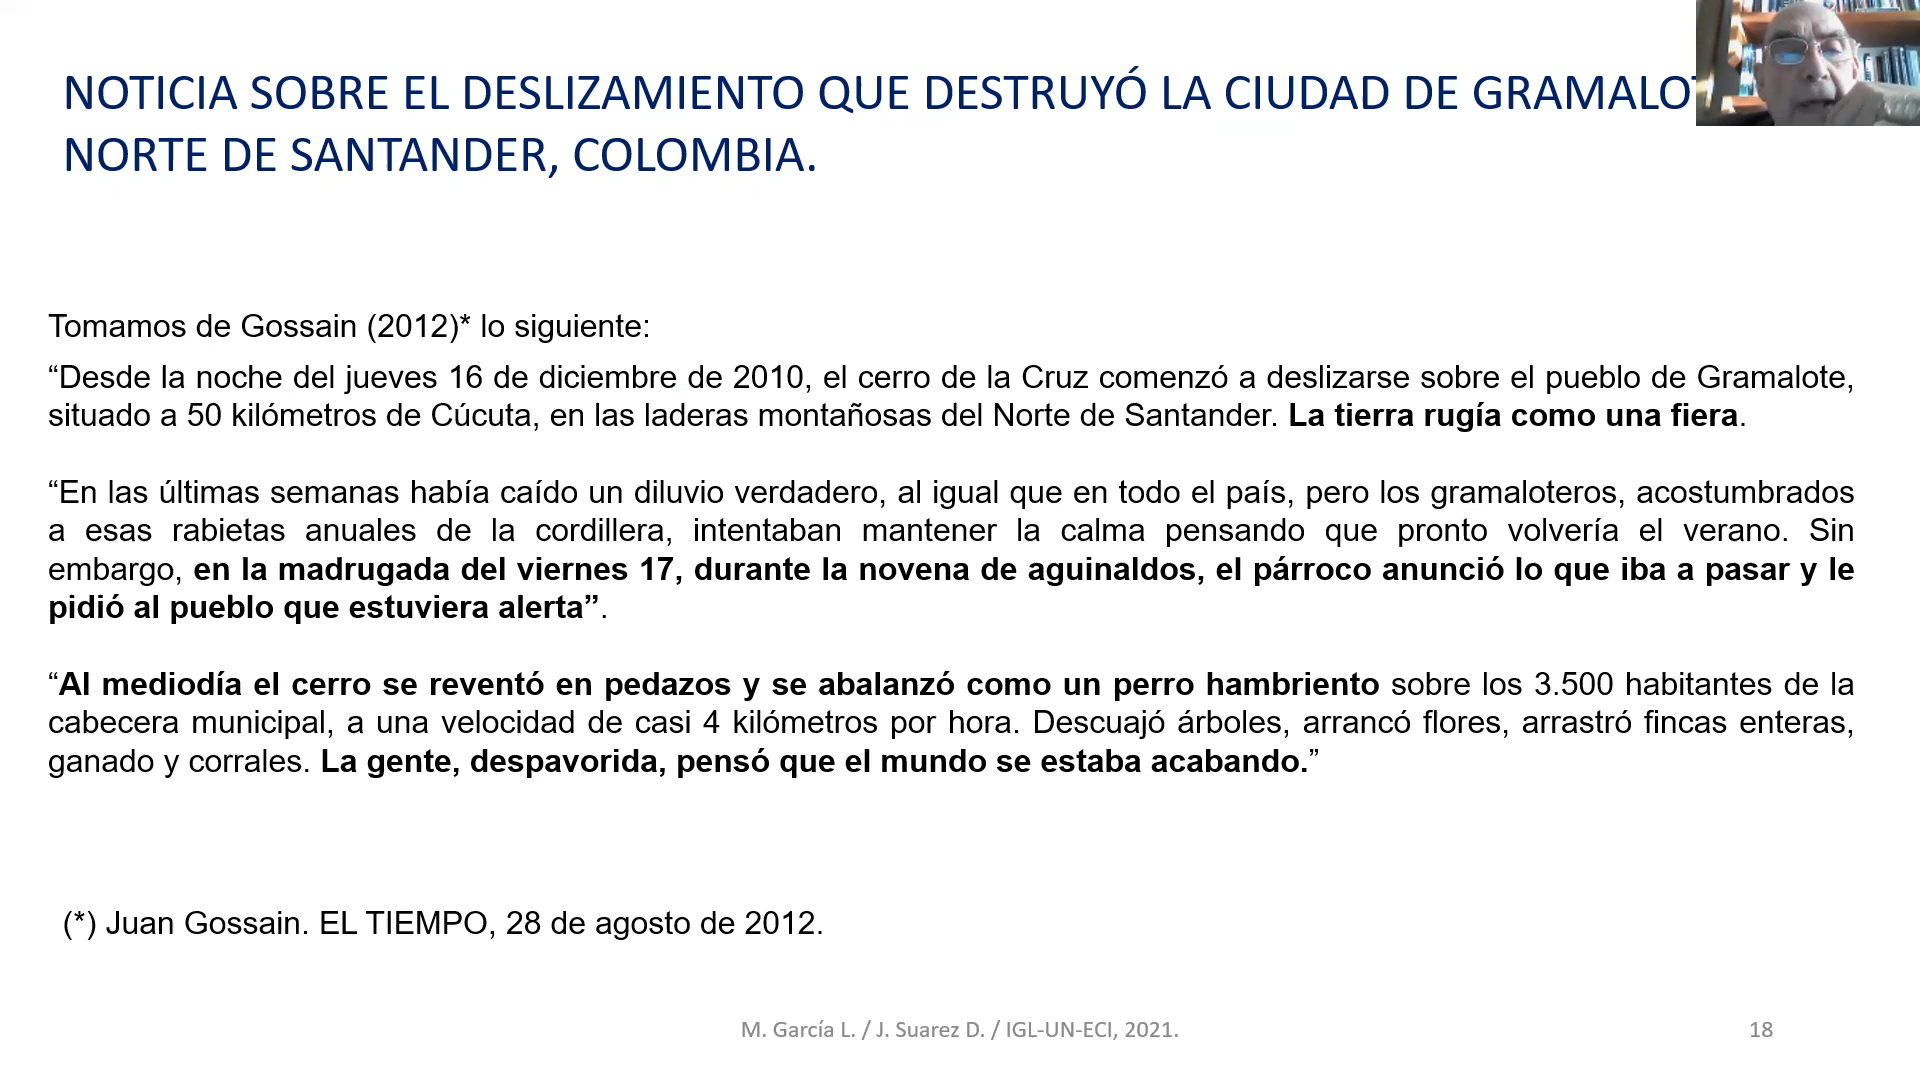 NOTICIA SOBRE EL DESLIZAMIENTO QUE DESTRUYÓ LA CIUDAD DE
NORTE DE SANTANDER, COLOMBIA.
Tomamos de Gossain (2012)* lo siguiente:
“Desde la noche del jueves 16 de diciembre de 2010, el cerro de la Cruz comenzó a deslizarse sobre el pueblo de Gramalote,
situado a 50 kilómetros de Cúcuta, en las laderas montañosas del Norte de Santander. La tierra rugía como una fiera.
“En las últimas semanas había caído un diluvio verdadero, al igual que en todo el país, pero los gramaloteros, acostumbrados
a esas rabietas anuales de la cordillera, intentaban mantener la calma pensando que pronto volvería el verano. Sin
embargo, en la madrugada del viernes 17, durante la novena de aguinaldos, el párroco anunció lo que iba a pasar y le
pidió al pueblo que estuviera alerta”.
“Al mediodía el cerro se reventó en pedazos y se abalanzó como un perro hambriento sobre los 3.500 habitantes de la
cabecera municipal, a una velocidad de casi 4 kilómetros por hora. Descuajó árboles, arrancó flores, arrastró fincas enteras,
ganado y corrales. La gente, despavorida, pensó que el mundo se estaba acabando.”
(*) Juan Gossain. EL TIEMPO, 28 de agosto de 2012.
M. García L. / J. Suarez D. / IGL-UN-ECI, 2021.
18